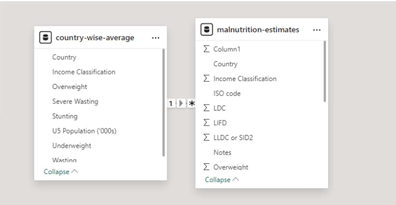 country-wise-average
Country
Income Classification
Overweight
Severe Wasting
Stunting
US Population ('000s)
Underweight
Wasting
Collapse
1
*
malnutrition-estimates
Column1
Country
Income Classification
ISO code
LDC
LIFD
LLDC or SID2
Notes
Overweight
Collapse